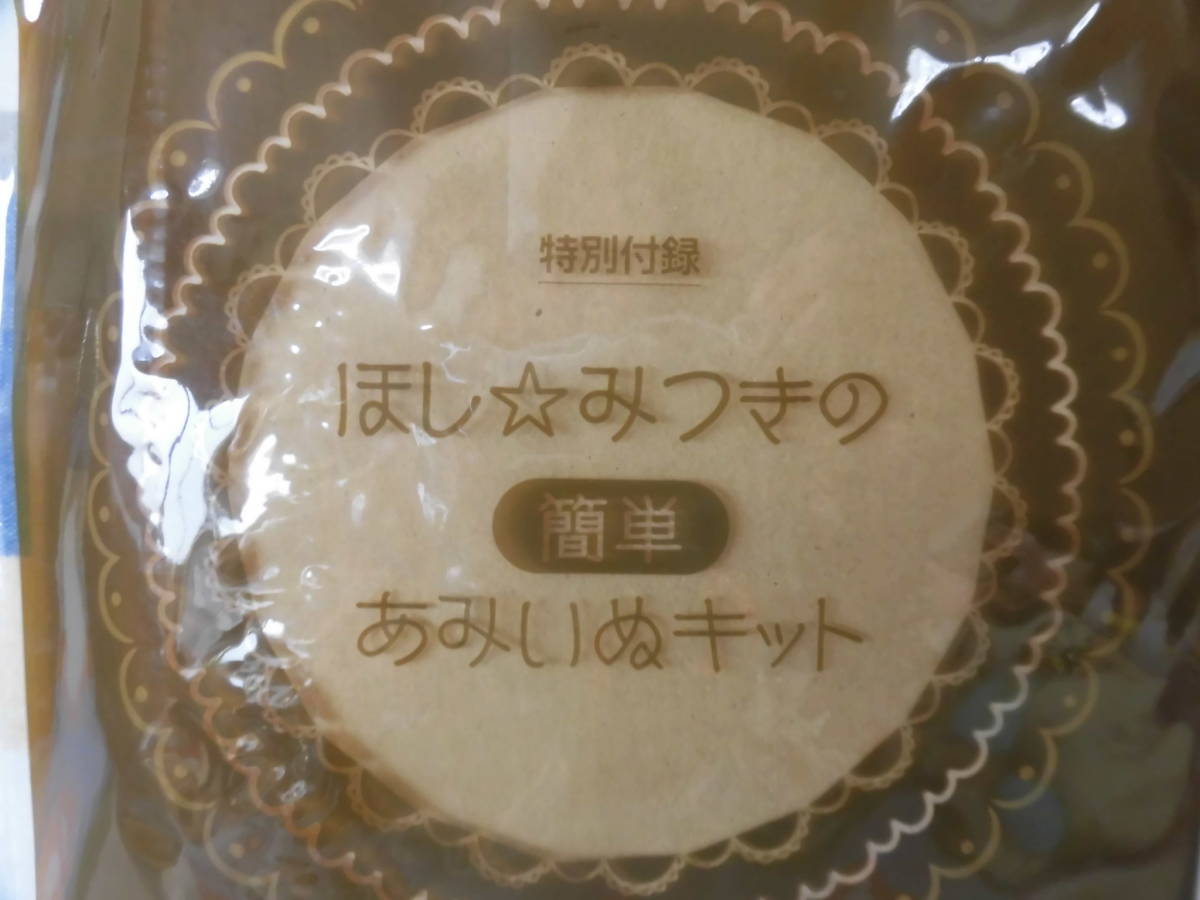 特別付録
ほし☆みつきの
簡単
あみいぬキット